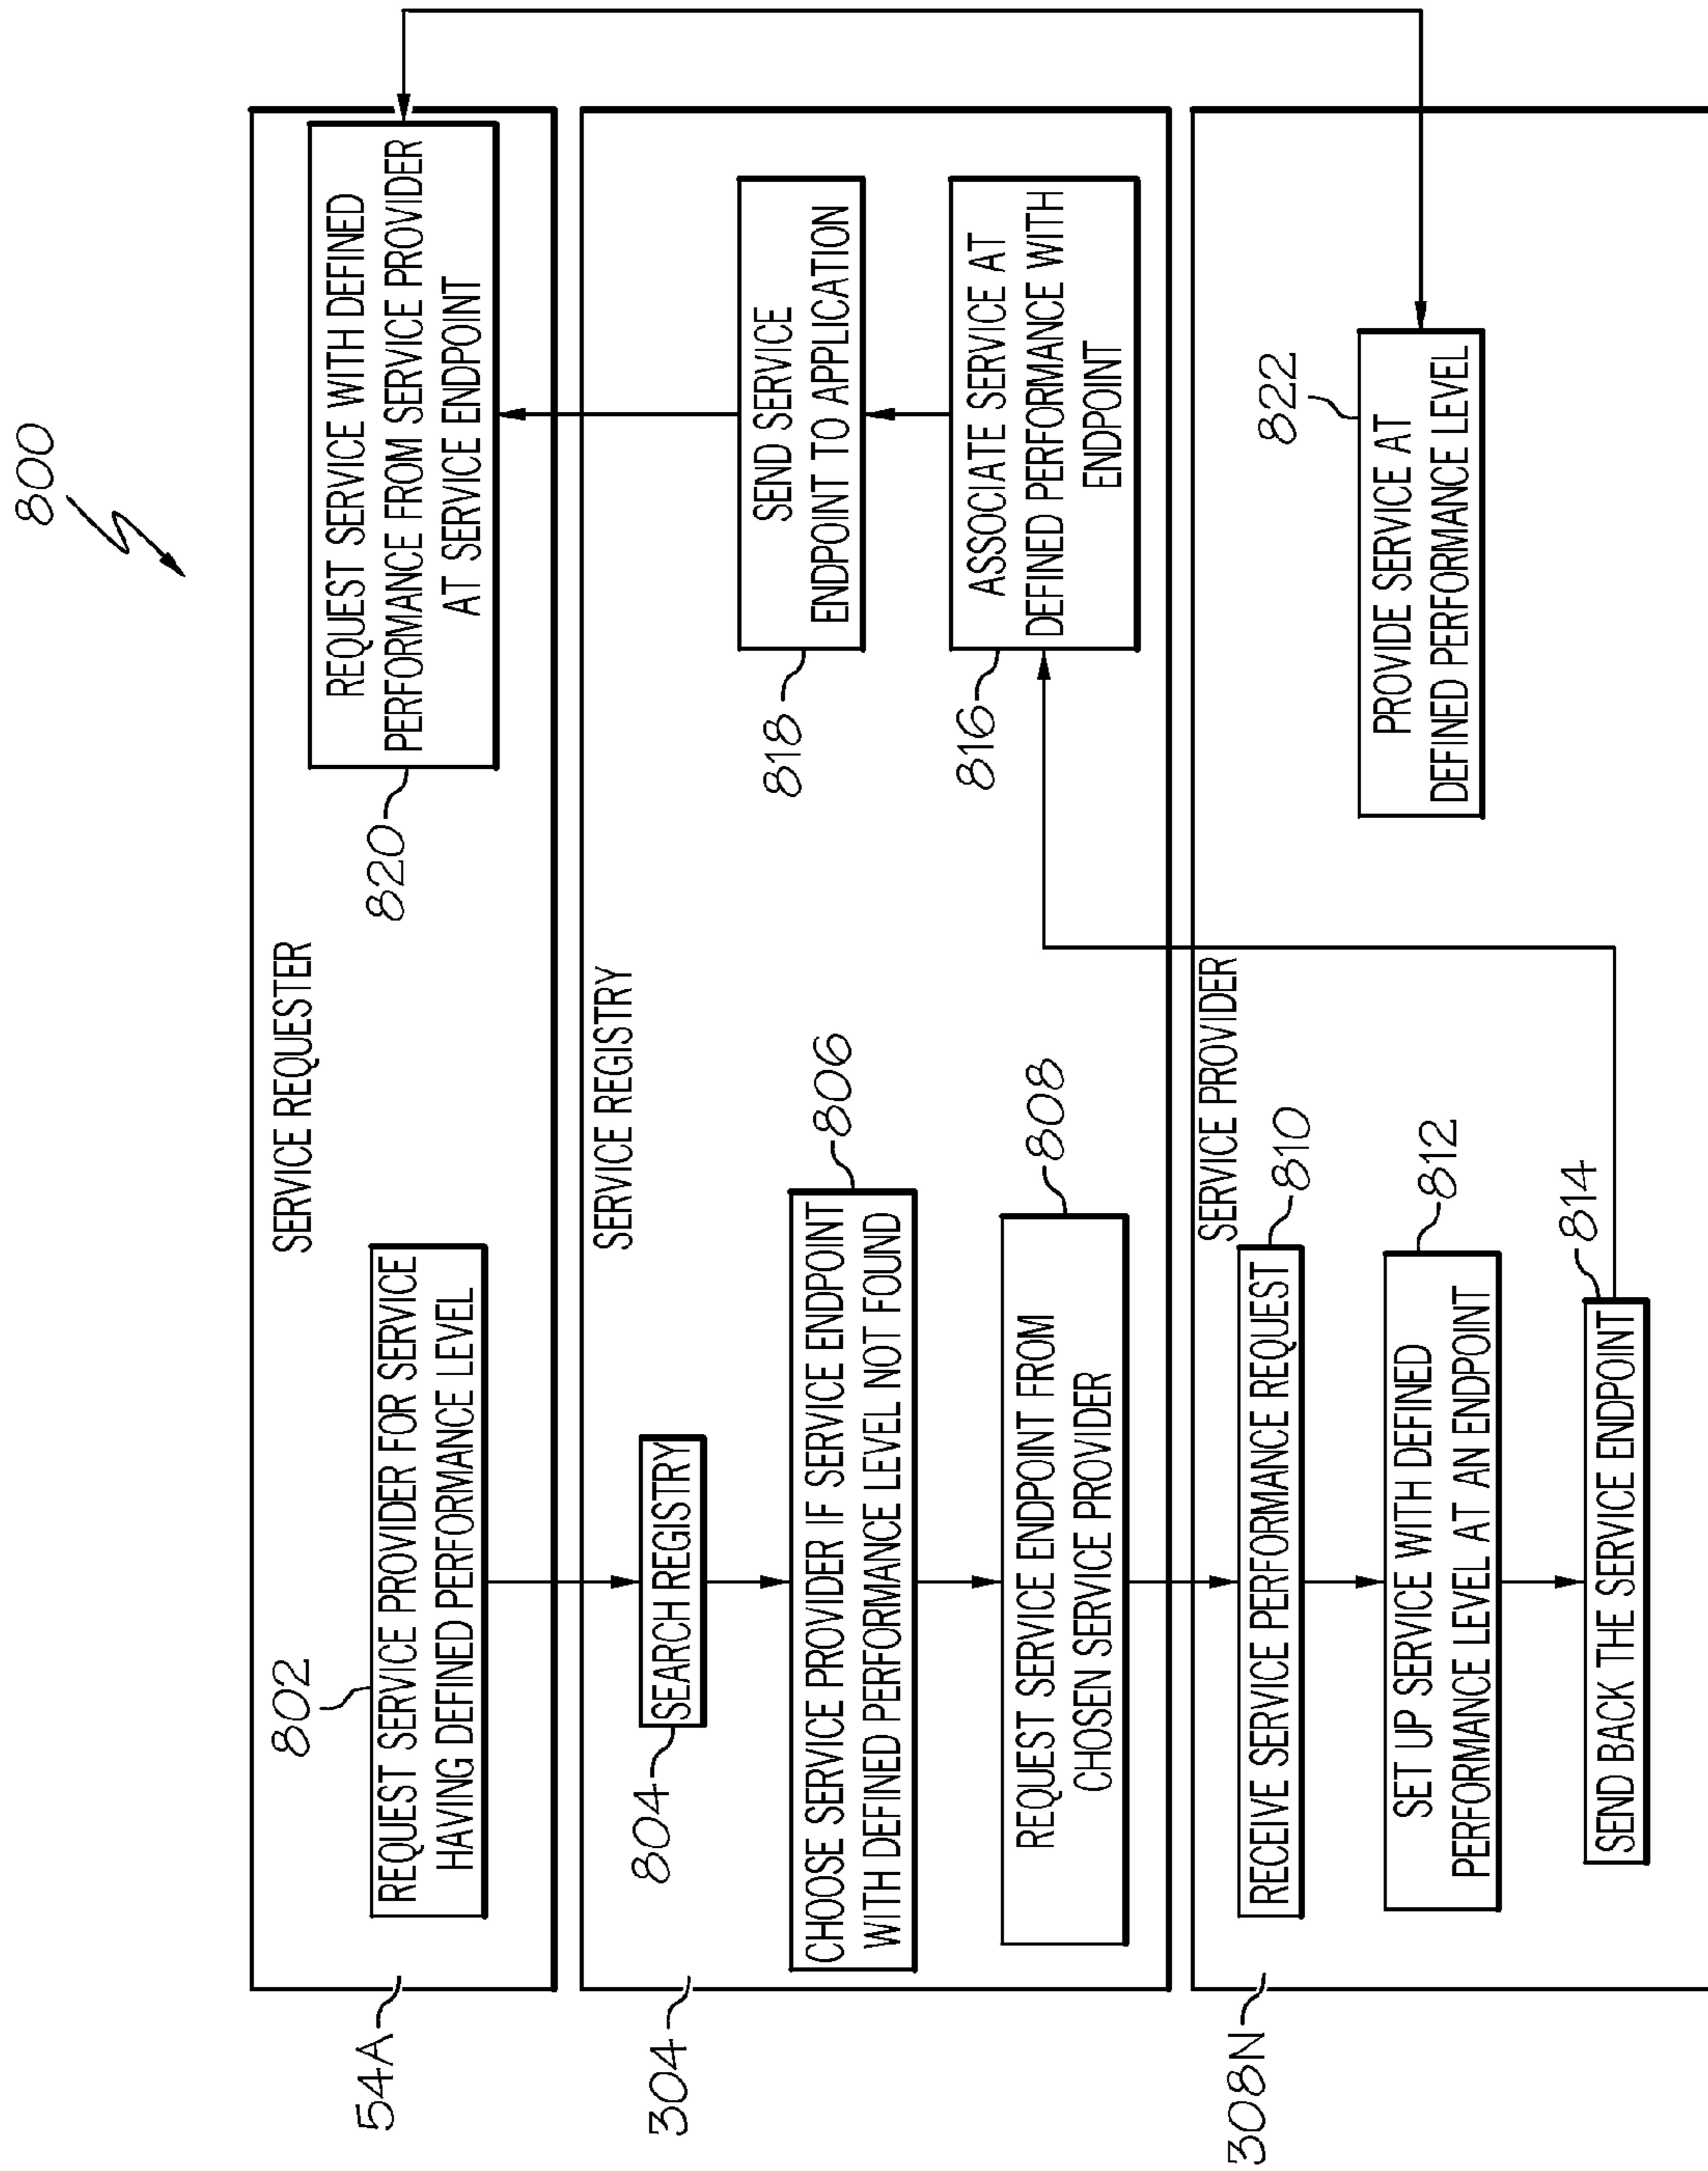 800
SERVICE REQUESTER
54A
802
REQUEST SERVICE PROVIDER FOR SERVICE
HAVING DEFINED PERFORMANCE LEVEL
820
REQUEST SERVICE WITH DEFINED
PERFORMANCE FROM SERVICE PROVIDER
AT SERVICE ENDPOINT
SERVICE REGISTRY
304
804
SEARCH REGISTRY
806
CHOOSE SERVICE PROVIDER IF SERVICE ENDPOINT
WITH DEFINED PERFORMANCE LEVEL NOT FOUND
808
REQUEST SERVICE ENDPOINT FROM
CHOSEN SERVICE PROVIDER
818
SEND SERVICE
ENDPOINT TO APPLICATION
816
ASSOCIATE SERVICE AT
DEFINED PERFORMANCE WITH
ENDPOINT
SERVICE PROVIDER
308N
810
RECEIVE SERVICE PERFORMANCE REQUEST
812
SET UP SERVICE WITH DEFINED
PERFORMANCE LEVEL AT AN ENDPOINT
814
SEND BACK THE SERVICE ENDPOINT
822
PROVIDE SERVICE AT
DEFINED PERFORMANCE LEVEL